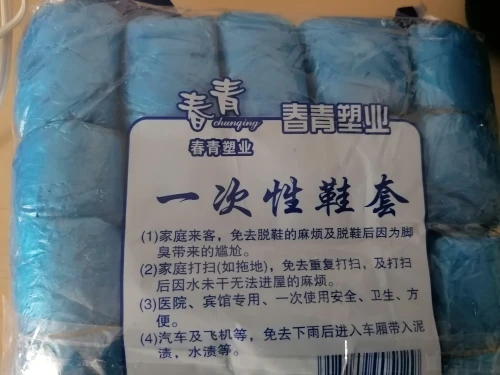 春青
chunqing
春青塑业
春青塑业
一次性鞋套
(1)家庭来客,免去脱鞋的麻烦及脱鞋后因为脚
臭带来的尴尬。
(2)家庭打扫(如拖地),免去重复打扫,及打扫
后因水未干无法进屋的麻烦。
(3)医院、宾馆专用、一次使用安全、卫生、方
便。
(4)汽车及飞机等,免去下雨后进入车厢带入泥
渍,水渍等。